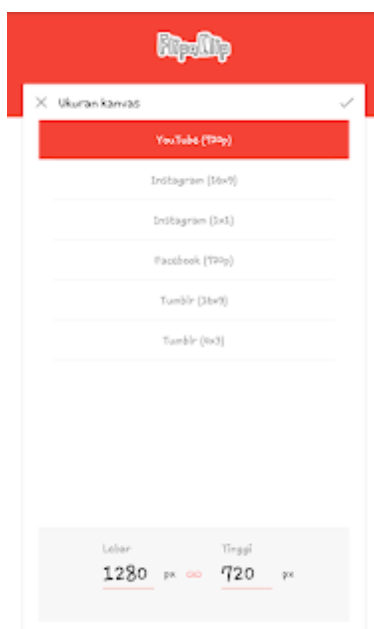 FlipaClip
Ukuran kanvas
YouTube (720p)
Instagram (16x9)
Instagram (1x1)
Facebook (720p)
Tumblr (16x9)
Tumblr (4x3)
Lebar Tinggi
1280 px 720 px